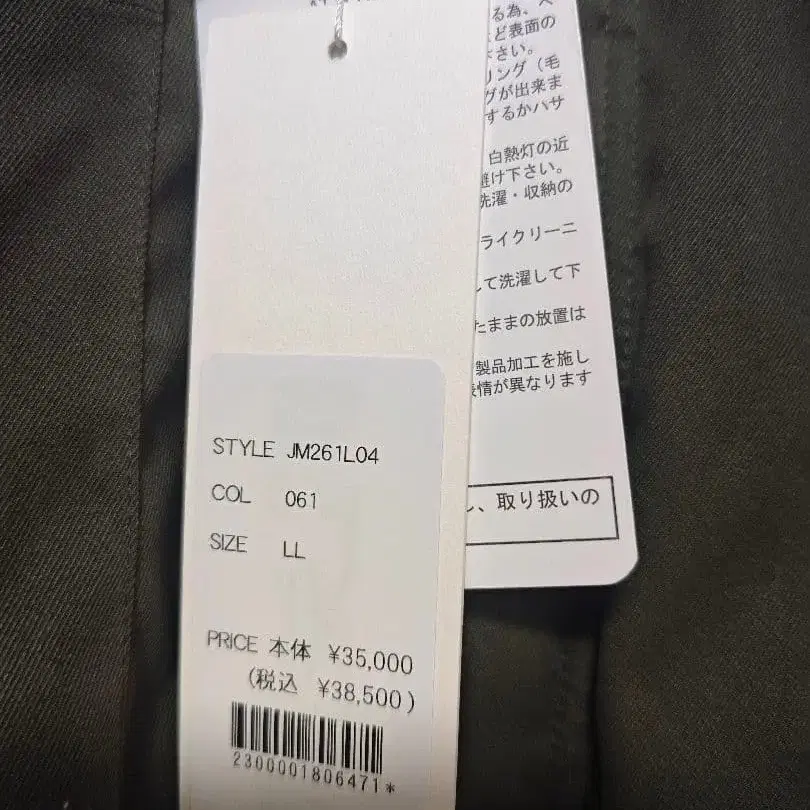 STYLE JM261L04
COL 061
SIZE LL
PRICE 本体 ¥35,000
(税込 ¥38,500)
2300001806471*
る為、ベ
ど表面の
さい。
リング（毛
グが出来ま
するかハサ
白熱灯の近
避け下さい。
洗濯・収納の
ライクリーニ
して洗濯して下
たままの放置は
製品加工を施し
表情が異なります
、取り扱いの